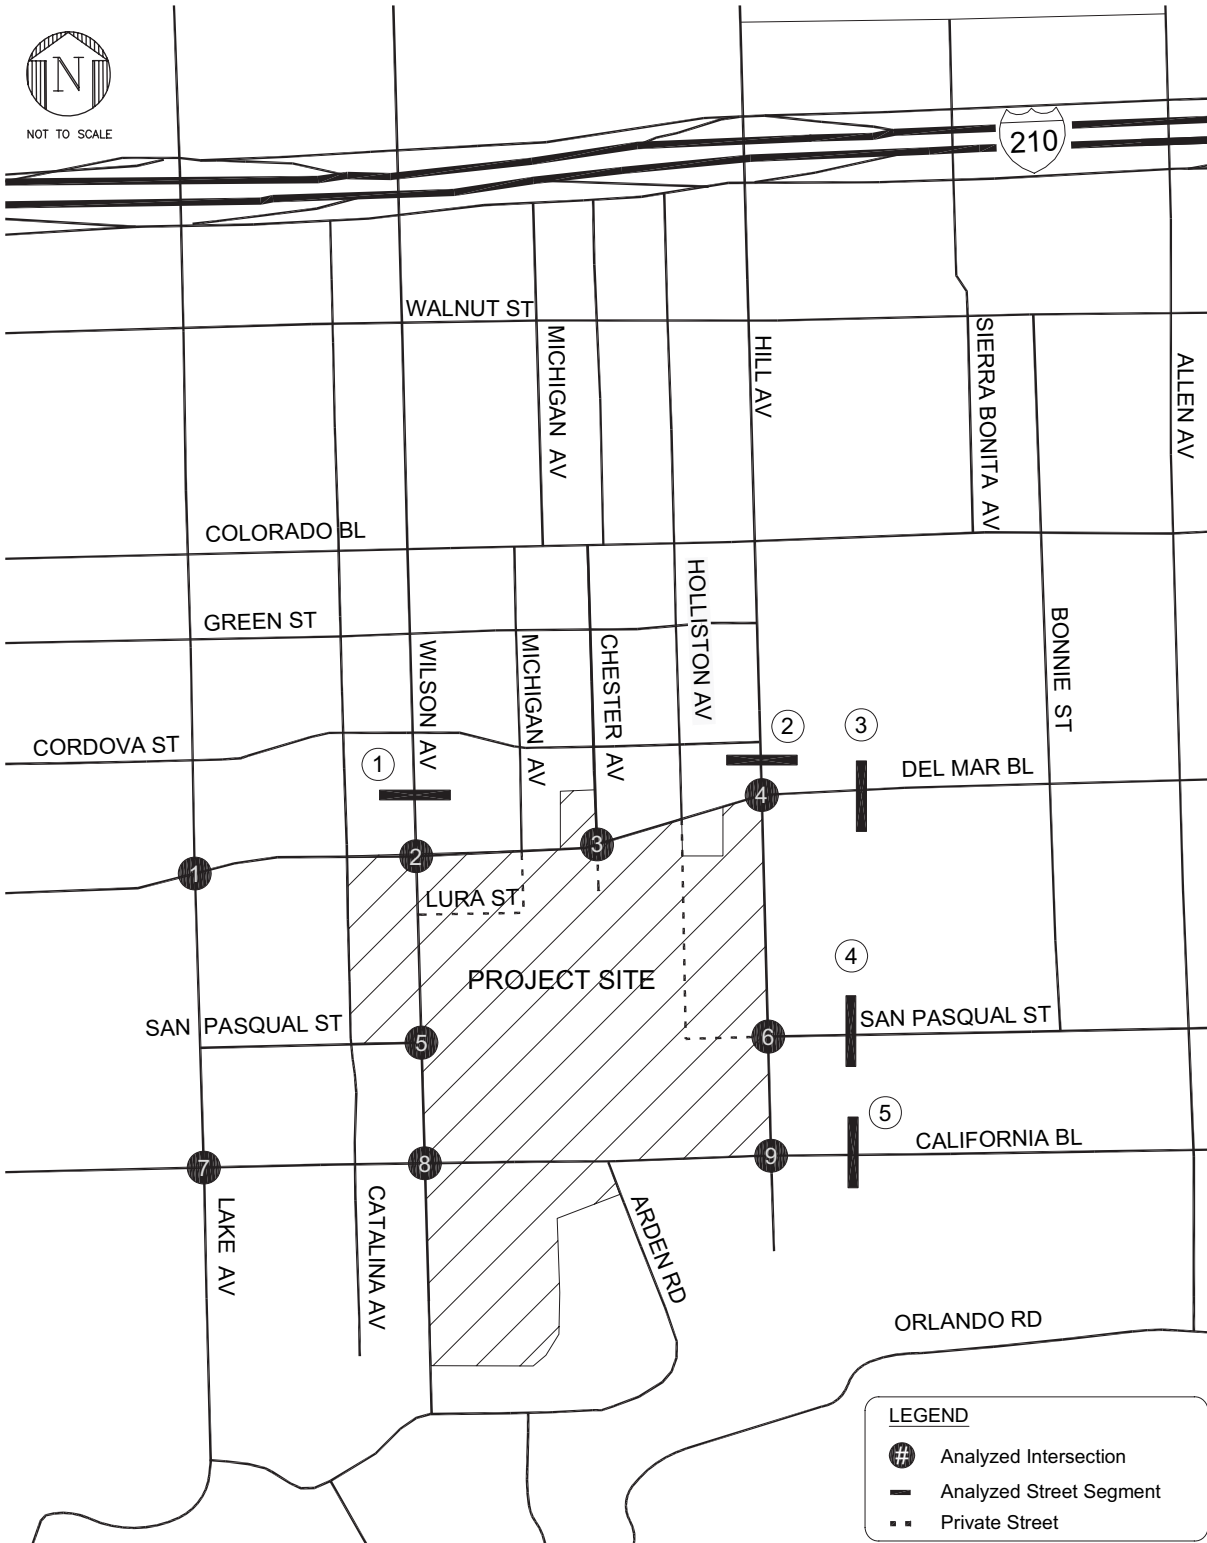 N
NOT TO SCALE
210
WALNUT ST
MICHIGAN AV
HILL AV
SIERRA BONITA AV
ALLEN AV
COLORADO BL
GREEN ST
HOLLISTON AV
BONNIE ST
WILSON AV
MICHIGAN AV
CHESTER AV
CORDOVA ST
1
2
3
DEL MAR BL
4
3
2
1
LURA ST
PROJECT SITE
4
SAN PASQUAL ST
SAN PASQUAL ST
5
6
5
CALIFORNIA BL
7
8
9
LAKE AV
CATALINA AV
ARDEN RD
ORLANDO RD
LEGEND
# Analyzed Intersection
Analyzed Street Segment
Private Street